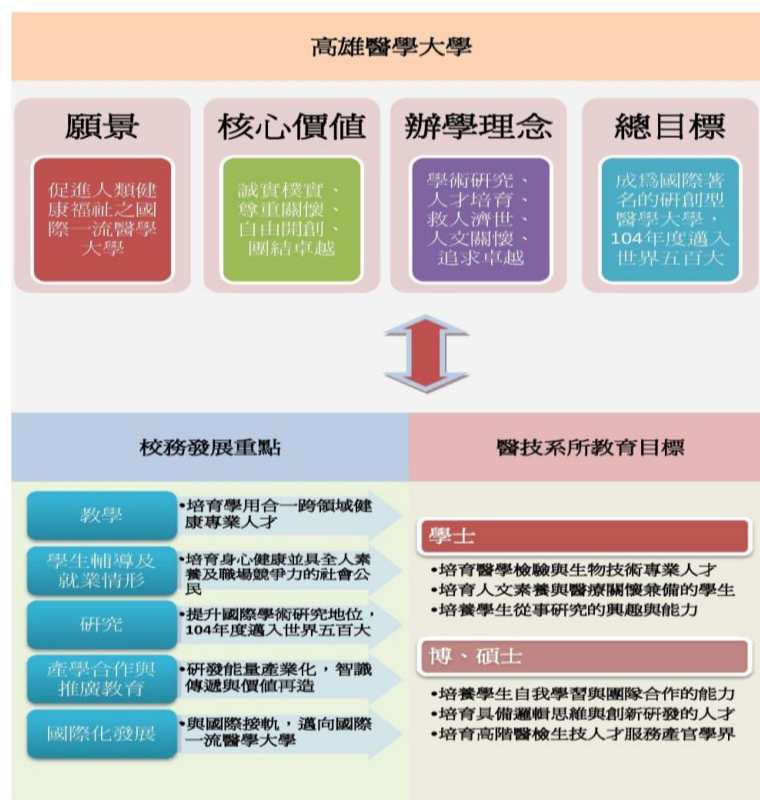 高雄醫學大學
願景
促進人類健
康福祉之國
際一流醫學
大學
核心價值
誠實樸實、
尊重關懷、
自由開創、
團結卓越
辦學理念
學術研究、
人才培育、
救人濟世、
人文關懷、
追求卓越
總目標
成為國際著
名的研創型
醫學大學，
104年度邁入
世界五百大
校務發展重點
教學
•培育學用合一跨領域健
康專業人才
學生輔導及
就業情形
•培育身心健康並具全人素
養及職場競爭力的社會公
民
研究
•提升國際學術研究地位，
104年度邁入世界五百大
產學合作與
推廣教育
•研發能量產業化，智識
傳遞與價值再造
國際化發展
•與國際接軌，邁向國際
一流醫學大學
醫技系所教育目標
學士
•培育醫學檢驗與生物技術專業人才
•培育人文素養與醫療關懷兼備的學生
•培養學生從事研究的興趣與能力
博、碩士
•培養學生自我學習與團隊合作的能力
•培育具備邏輯思維與創新研發的人才
•培育高階醫檢生技人才服務產官學界